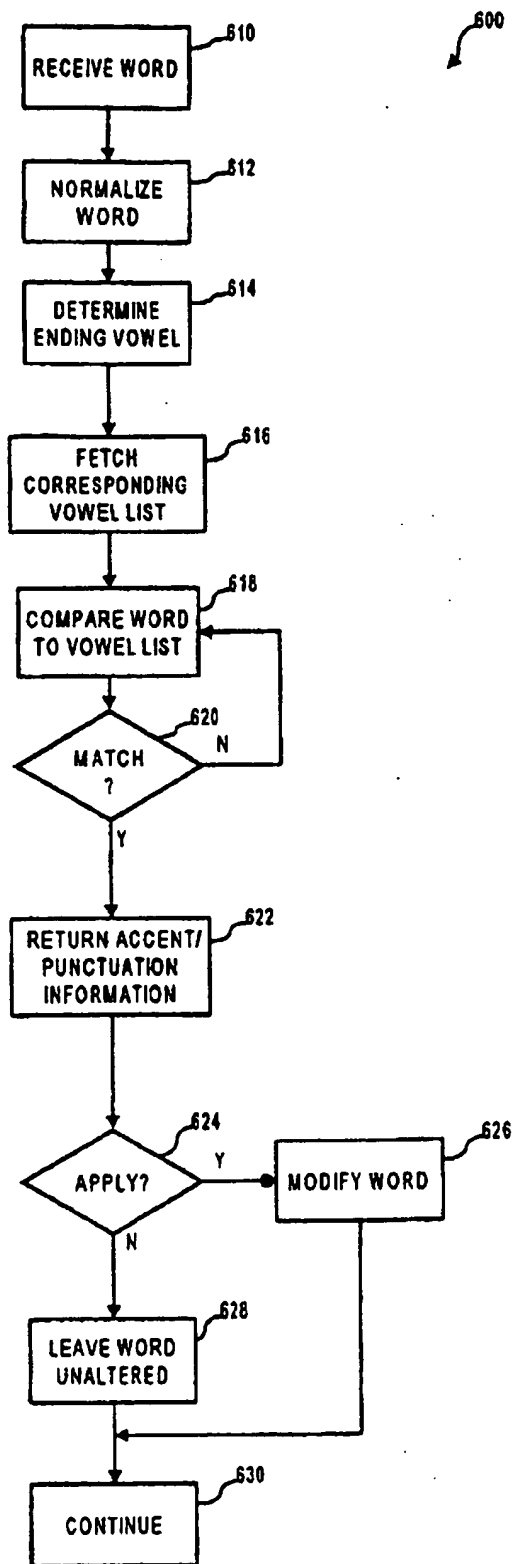 600
610
RECEIVE WORD
612
NORMALIZE
WORD
614
DETERMINE
ENDING VOWEL
616
FETCH
CORRESPONDING
VOWEL LIST
618
COMPARE WORD
TO VOWEL LIST
620
MATCH
?
N
Y
622
RETURN ACCENT/
PUNCTUATION
INFORMATION
624
APPLY?
Y
N
626
MODIFY WORD
628
LEAVE WORD
UNALTERED
630
CONTINUE